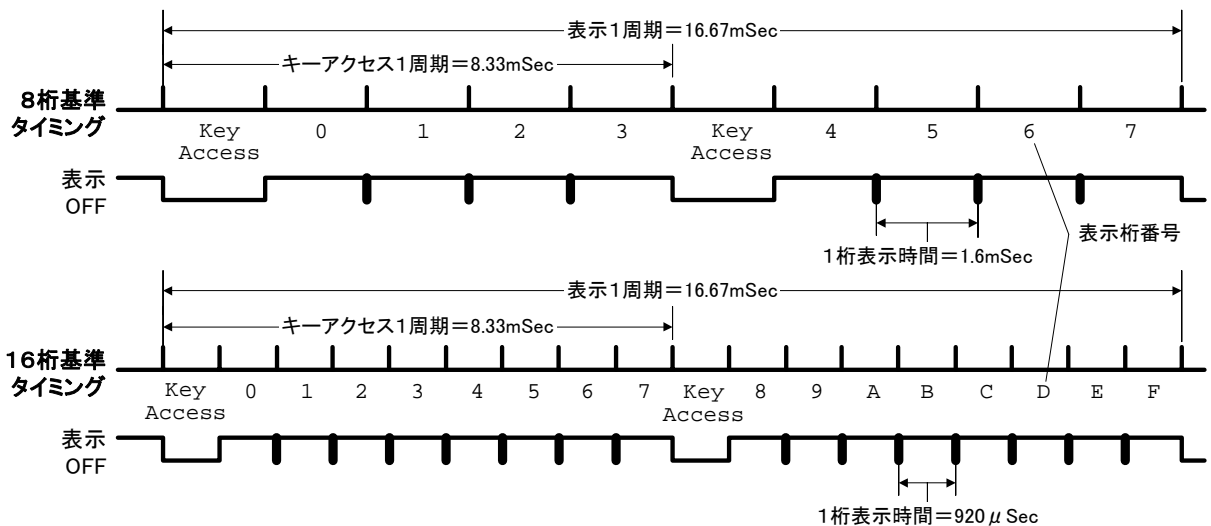 表示1周期=16.67mSec
キーアクセス1周期=8.33mSec
8桁基準
タイミング
Key Access 0 1 2 3 Key Access 4 5 6 7
表示
OFF
1桁表示時間=1.6mSec
表示桁番号
表示1周期=16.67mSec
キーアクセス1周期=8.33mSec
16桁基準
タイミング
Key Access 0 1 2 3 4 5 6 7 Key Access 8 9 A B C D E F
表示
OFF
1桁表示時間=920μSec